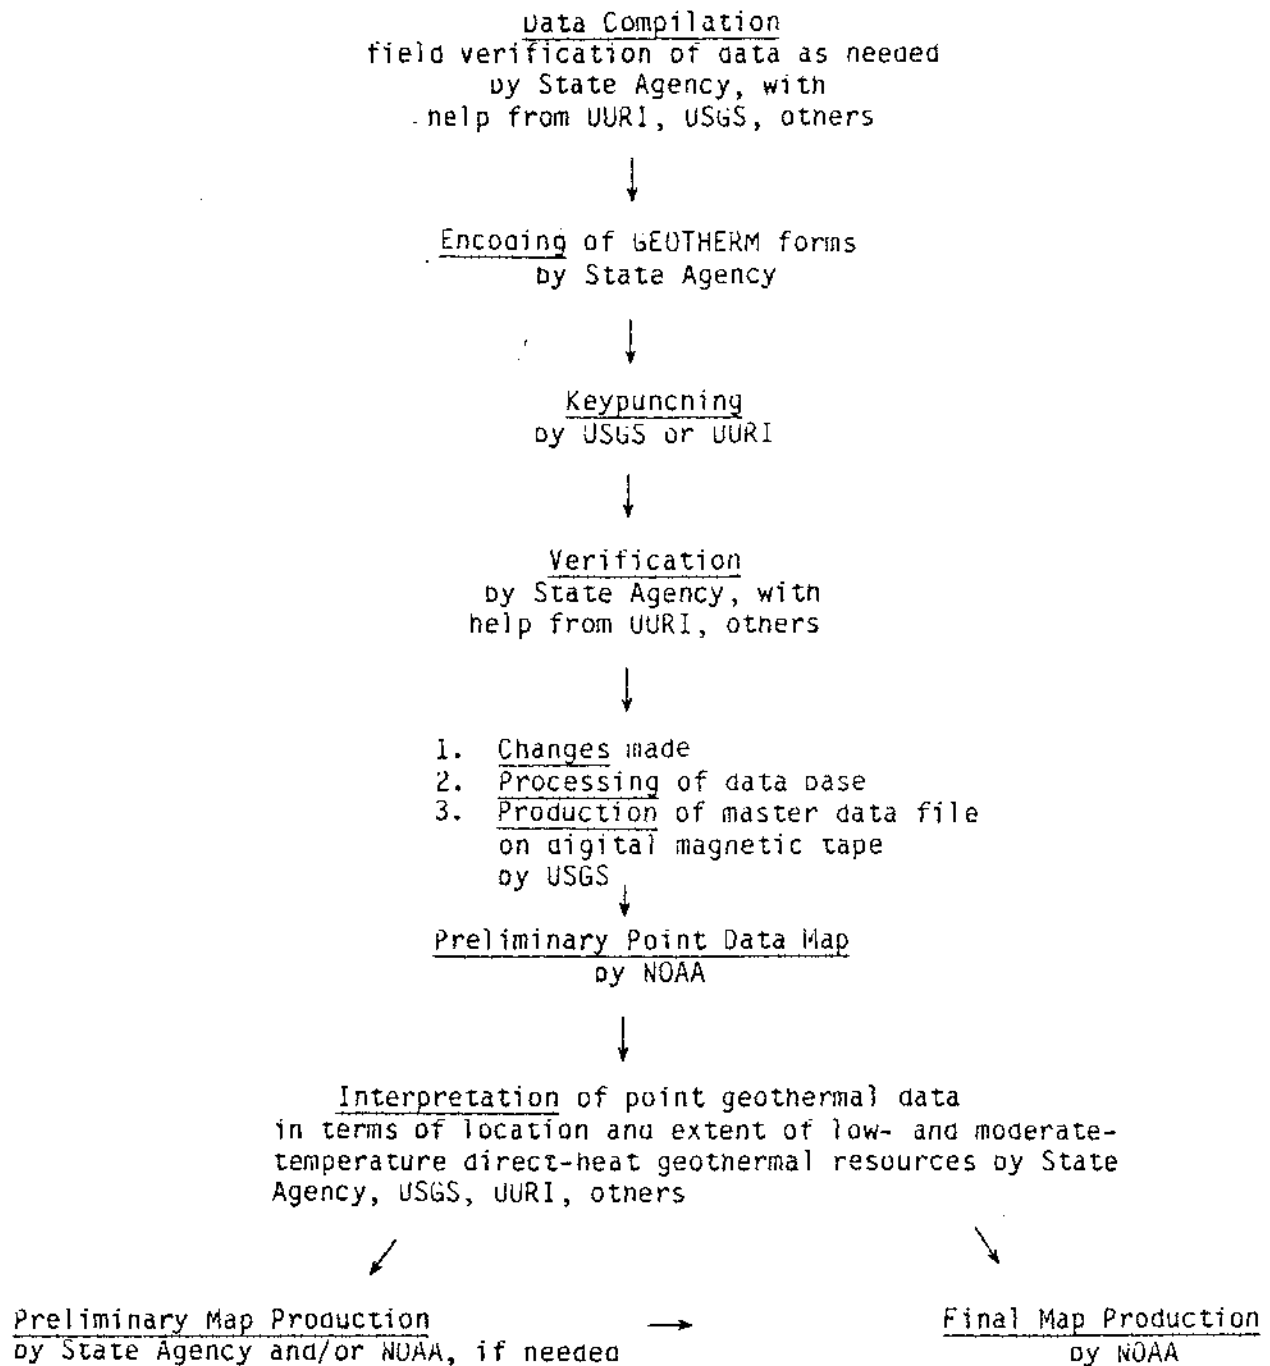 Data Compilation
field verification of data as needed
by State Agency, with
help from UURI, USGS, others
Encoding of GEOTHERM forms
by State Agency
Keypunching
by USGS or UURI
Verification
by State Agency, with
help from UURI, others
1. Changes made
2. Processing of data base
3. Production of master data file
on digital magnetic tape
by USGS
Preliminary Point Data Map
by NOAA
Interpretation of point geothermal data
in terms of location and extent of low- and moderate-
temperature direct-heat geothermal resources by State
Agency, USGS, UURI, others
Preliminary Map Production
by State Agency and/or NOAA, if needed
Final Map Production
by NOAA